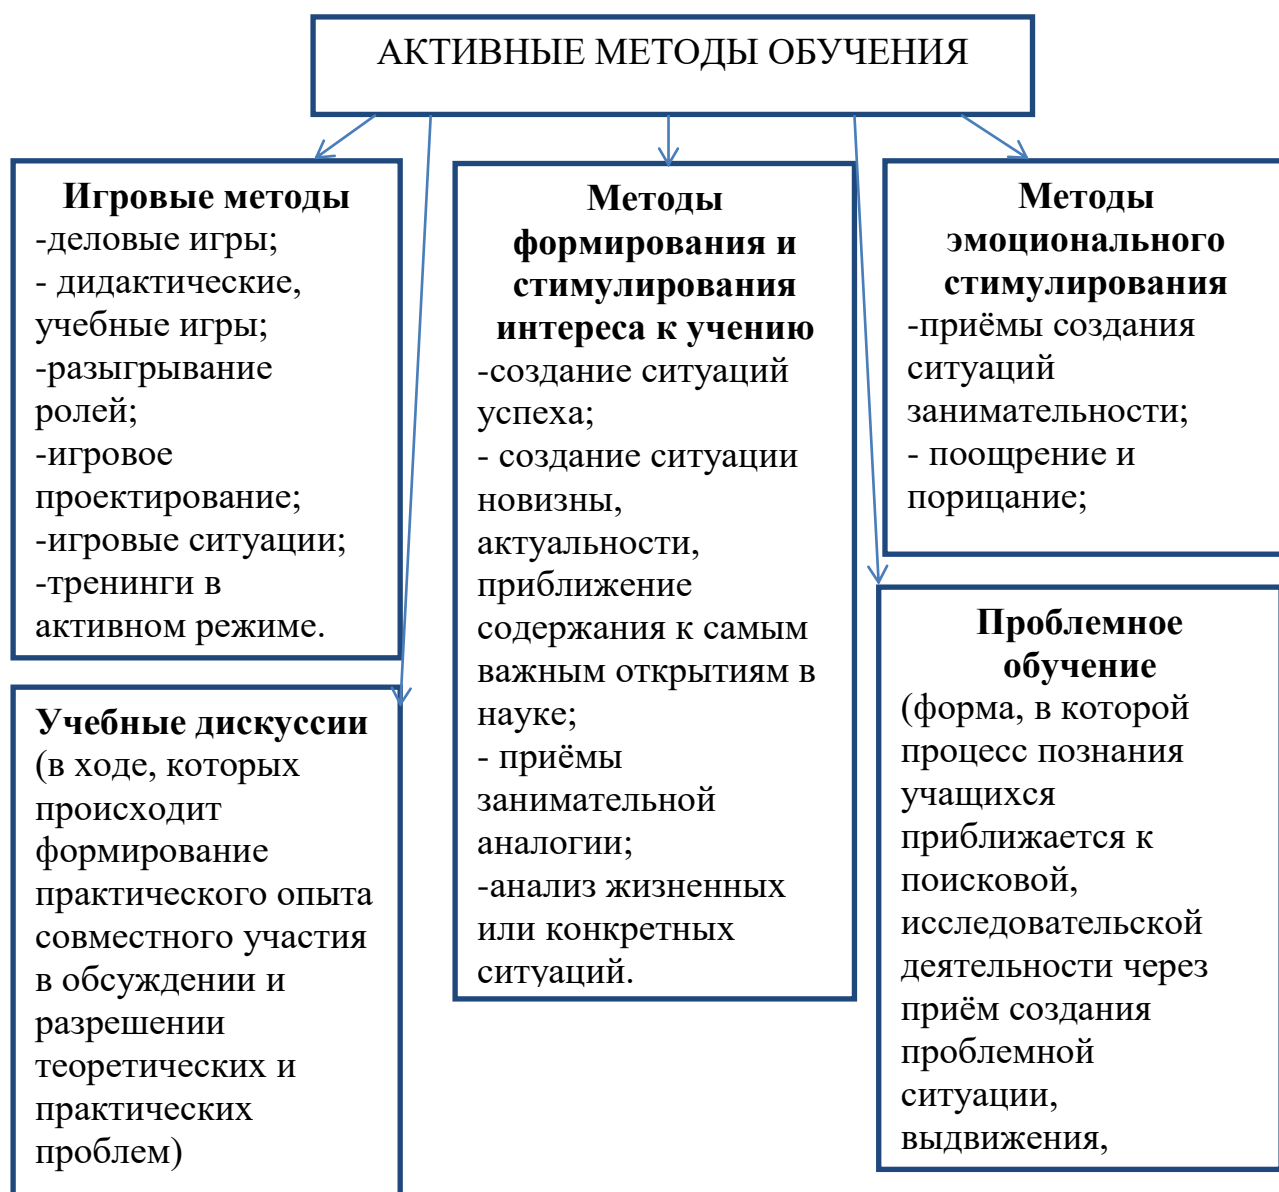 АКТИВНЫЕ МЕТОДЫ ОБУЧЕНИЯ
Игровые методы
-деловые игры;
- дидактические,
учебные игры;
-разыгрывание
ролей;
-игровое
проектирование;
-игровые ситуации;
-тренинги в
активном режиме.
Методы
формирования и
стимулирования
интереса к учению
-создание ситуаций
успеха;
- создание ситуации
новизны,
актуальности,
приближение
содержания к самым
важным открытиям в
науке;
- приёмы
занимательной
аналогии;
-анализ жизненных
или конкретных
ситуаций.
Методы
эмоционального
стимулирования
-приёмы создания
ситуаций
занимательности;
- поощрение и
порицание;
Учебные дискуссии
(в ходе, которых
происходит
формирование
практического опыта
совместного участия
в обсуждении и
разрешении
теоретических и
практических
проблем)
Проблемное
обучение
(форма, в которой
процесс познания
учащихся
приближается к
поисковой,
исследовательской
деятельности через
приём создания
проблемной
ситуации,
выдвижения,